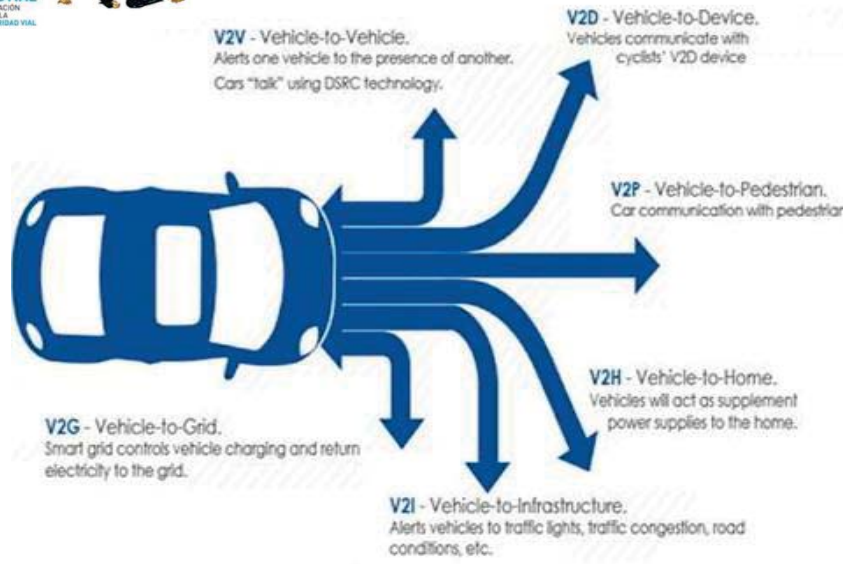 ACIÓN
LA
RIDAD VIAL
V2V - Vehicle-to-Vehicle.
Alerts one vehicle to the presence of another.
Cars "talk" using DSRC technology.
V2D - Vehicle-to-Device.
Vehicles communicate with
cyclists' V2D device
V2P - Vehicle-to-Pedestrian.
Car communication with pedestrian
V2H - Vehicle-to-Home.
Vehicles will act as supplement
power supplies to the home.
V2G - Vehicle-to-Grid.
Smart grid controls vehicle charging and return
electricity to the grid.
V2I - Vehicle-to-Infrastructure.
Alerts vehicles to traffic lights, traffic congestion, road
conditions, etc.